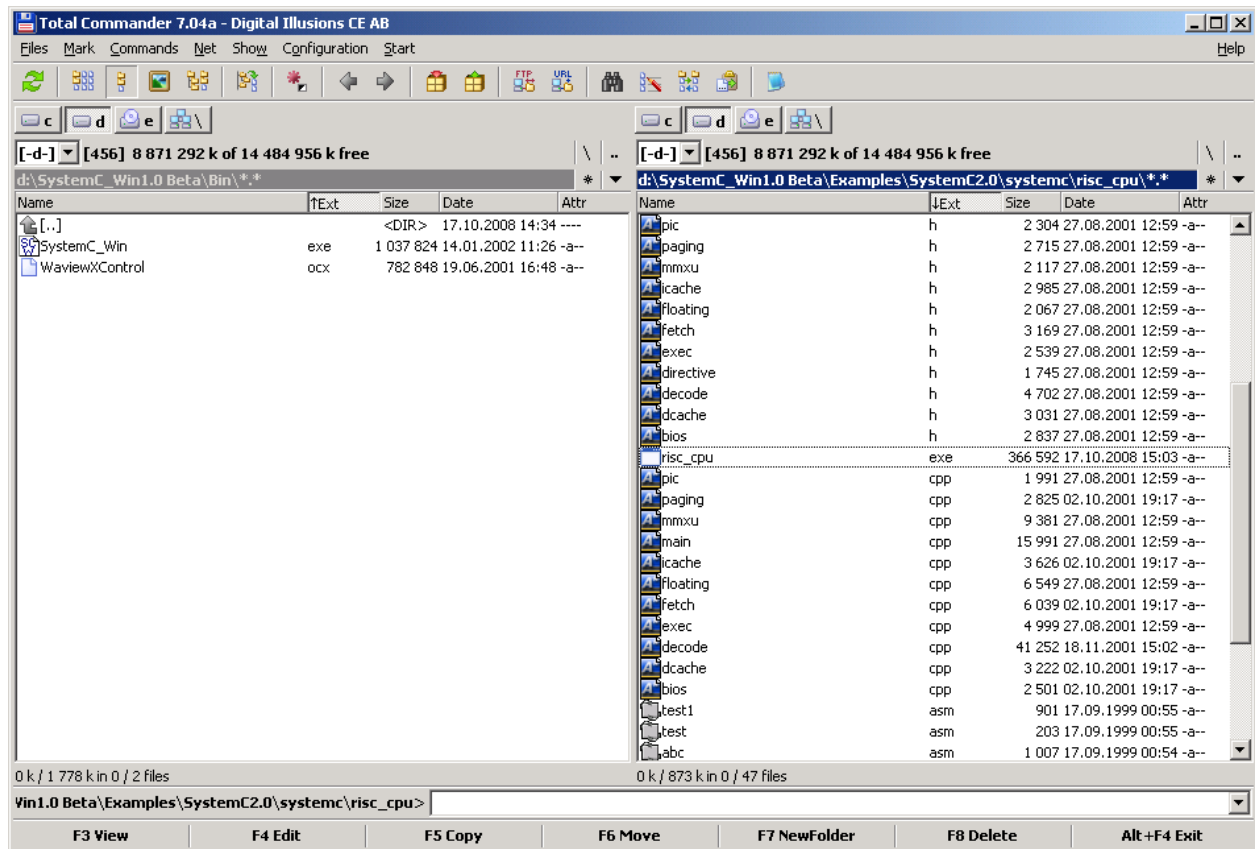 Total Commander 7.04a - Digital Illusions CE AB
Files Mark Commands Net Show Configuration Start Help
FTP URL
c d e \ c d e \
[-d-] [456] 8 871 292 k of 14 484 956 k free \ .. [-d-] [456] 8 871 292 k of 14 484 956 k free \ ..
d:\SystemC_Win1.0 Beta\Bin\*.* * d:\SystemC_Win1.0 Beta\Examples\SystemC2.0\systemc\risc_cpu\*.* *
Name ↑Ext Size Date Attr Name ↓Ext Size Date Attr
[..] <DIR> 17.10.2008 14:34 ---- pic h 2 304 27.08.2001 12:59 -a--
SystemC_Win exe 1 037 824 14.01.2002 11:26 -a-- paging h 2 715 27.08.2001 12:59 -a--
WaviewXControl ocx 782 848 19.06.2001 16:48 -a-- mmxu h 2 117 27.08.2001 12:59 -a--
icache h 2 985 27.08.2001 12:59 -a--
floating h 2 067 27.08.2001 12:59 -a--
fetch h 3 169 27.08.2001 12:59 -a--
exec h 2 539 27.08.2001 12:59 -a--
directive h 1 745 27.08.2001 12:59 -a--
decode h 4 702 27.08.2001 12:59 -a--
dcache h 3 031 27.08.2001 12:59 -a--
bios h 2 837 27.08.2001 12:59 -a--
risc_cpu exe 366 592 17.10.2008 15:03 -a--
pic cpp 1 991 27.08.2001 12:59 -a--
paging cpp 2 825 02.10.2001 19:17 -a--
mmxu cpp 9 381 27.08.2001 12:59 -a--
main cpp 15 991 27.08.2001 12:59 -a--
icache cpp 3 626 02.10.2001 19:17 -a--
floating cpp 6 549 27.08.2001 12:59 -a--
fetch cpp 6 039 02.10.2001 19:17 -a--
exec cpp 4 999 27.08.2001 12:59 -a--
decode cpp 41 252 18.11.2001 15:02 -a--
dcache cpp 3 222 02.10.2001 19:17 -a--
bios cpp 2 501 02.10.2001 19:17 -a--
test1 asm 901 17.09.1999 00:55 -a--
test asm 203 17.09.1999 00:55 -a--
abc asm 1 007 17.09.1999 00:54 -a--
0 k / 1 778 k in 0 / 2 files 0 k / 873 k in 0 / 47 files
Win1.0 Beta\Examples\SystemC2.0\systemc\risc_cpu>
F3 View F4 Edit F5 Copy F6 Move F7 NewFolder F8 Delete Alt+F4 Exit